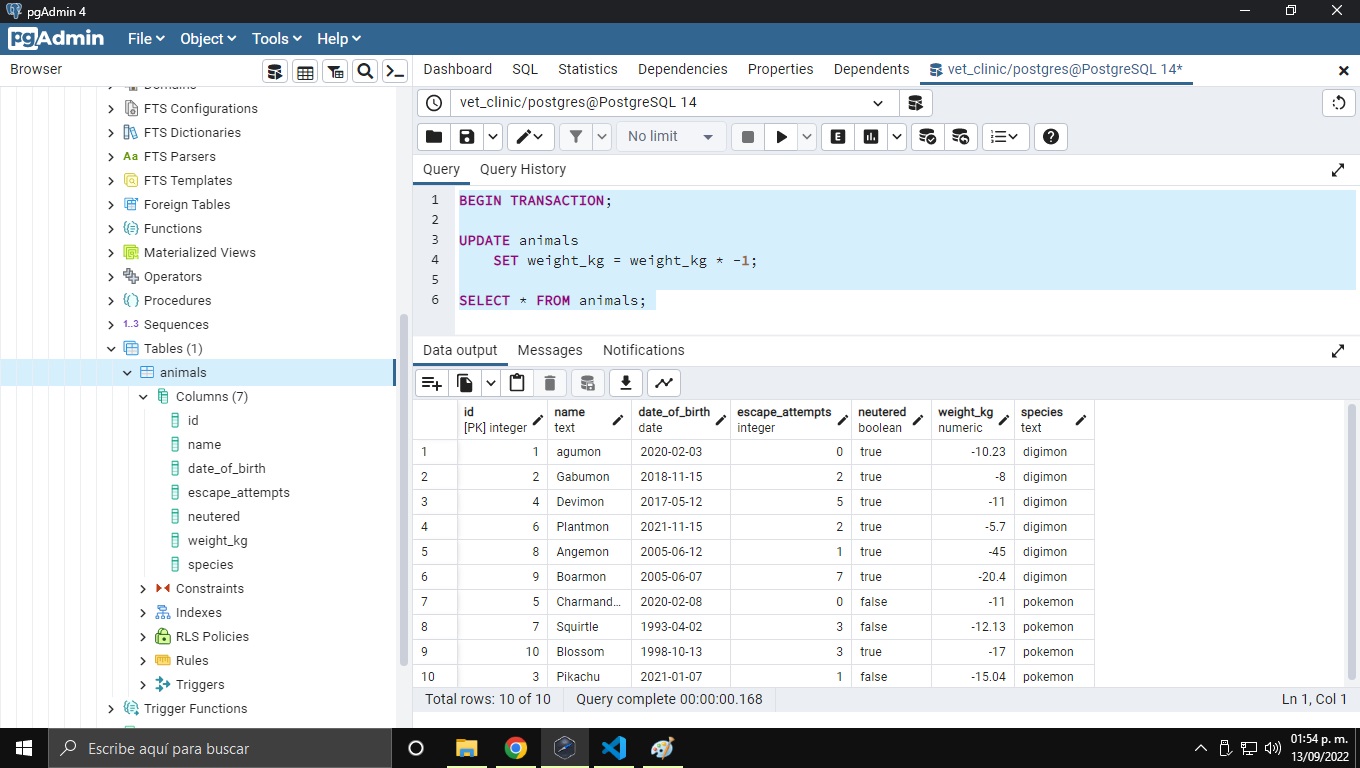 pgAdmin 4
pgAdmin File Object Tools Help
Browser
Dashboard SQL Statistics Dependencies Properties Dependents vet_clinic/postgres@PostgreSQL 14*
Domains
FTS Configurations
FTS Dictionaries
Aa FTS Parsers
FTS Templates
Foreign Tables
Functions
Materialized Views
Operators
Procedures
1..3 Sequences
Tables (1)
animals
Columns (7)
id
name
date_of_birth
escape_attempts
neutered
weight_kg
species
Constraints
Indexes
RLS Policies
Rules
Triggers
Trigger Functions
vet_clinic/postgres@PostgreSQL 14
No limit E
Query Query History
1 BEGIN TRANSACTION;
2
3 UPDATE animals
4 SET weight_kg = weight_kg * -1;
5
6 SELECT * FROM animals;
Data output Messages Notifications
id name date_of_birth escape_attempts neutered weight_kg species
[PK] integer text date integer boolean numeric text
1 1 agumon 2020-02-03 0 true -10.23 digimon
2 2 Gabumon 2018-11-15 2 true -8 digimon
3 4 Devimon 2017-05-12 5 true -11 digimon
4 6 Plantmon 2021-11-15 2 true -5.7 digimon
5 8 Angemon 2005-06-12 1 true -45 digimon
6 9 Boarmon 2005-06-07 7 true -20.4 digimon
7 5 Charmand... 2020-02-08 0 false -11 pokemon
8 7 Squirtle 1993-04-02 3 false -12.13 pokemon
9 10 Blossom 1998-10-13 3 true -17 pokemon
10 3 Pikachu 2021-01-07 1 false -15.04 pokemon
Total rows: 10 of 10 Query complete 00:00:00.168 Ln 1, Col 1
Escribe aquí para buscar
01:54 p. m.
13/09/2022